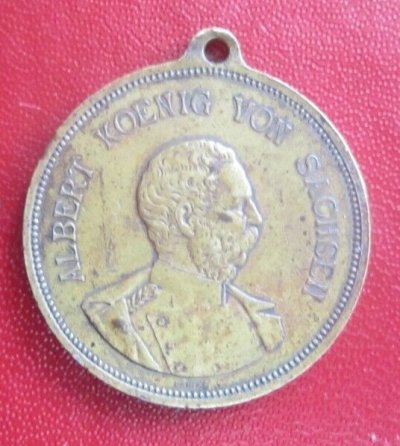 ALBERT KOENIG VON SACHSEN